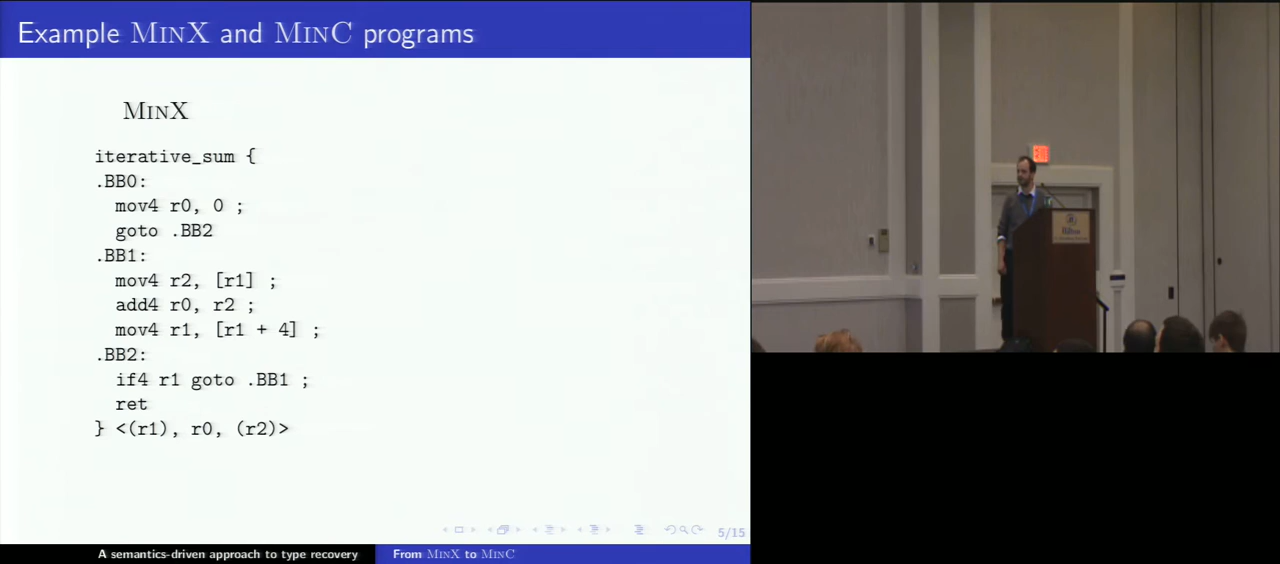 Example MinX and MinC programs
MinX
iterative_sum {
.BB0:
mov4 r0, 0 ;
goto .BB2
.BB1:
mov4 r2, [r1] ;
add4 r0, r2 ;
mov4 r1, [r1 + 4] ;
.BB2:
if4 r1 goto .BB1 ;
ret
} <(r1), r0, (r2)>
5/15
A semantics-driven approach to type recovery
From MinX to MinC
Hilton